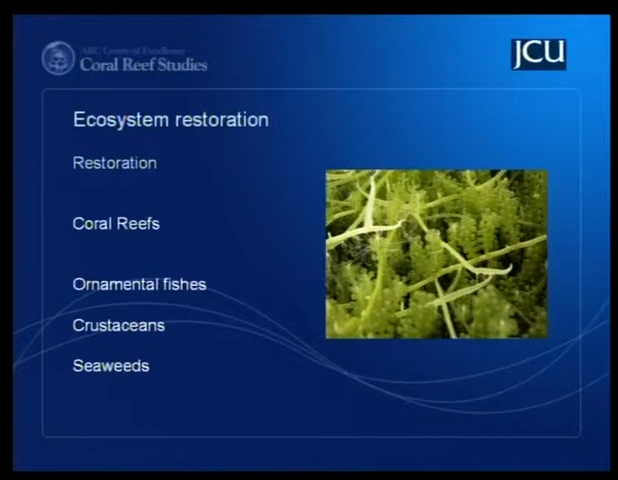 ARC Centre of Excellence
Coral Reef Studies
JCU
Ecosystem restoration
Restoration
Coral Reefs
Ornamental fishes
Crustaceans
Seaweeds